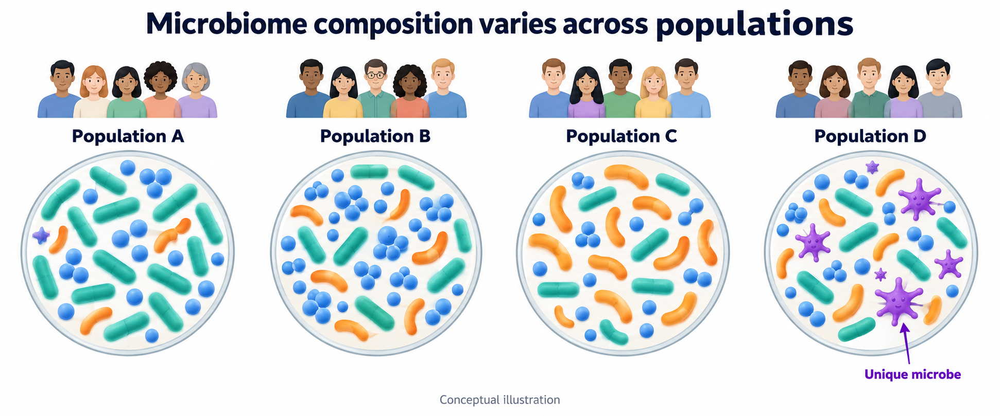 Microbiome composition varies across populations
Population A
Population B
Population C
Population D
Unique microbe
Conceptual illustration